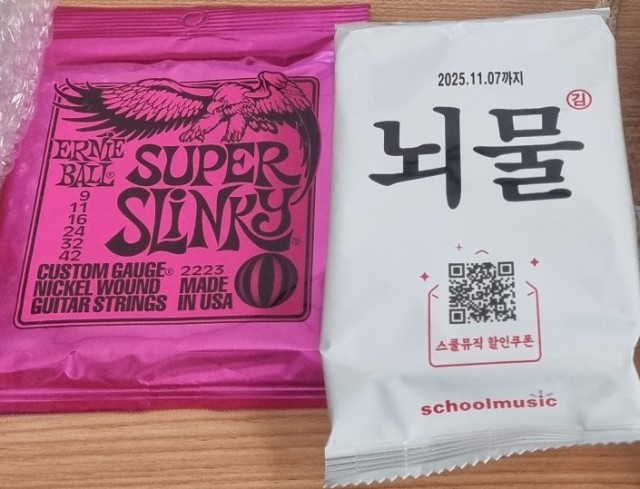 ERNIE
BALL®
SUPER
SLINKY®
9
11
16
24
32
42
CUSTOM GAUGE®
NICKEL WOUND
GUITAR STRINGS
2223
MADE
IN USA
2025.11.07까지
뇌물
김
스쿨뮤직 할인쿠폰
schoolmusic